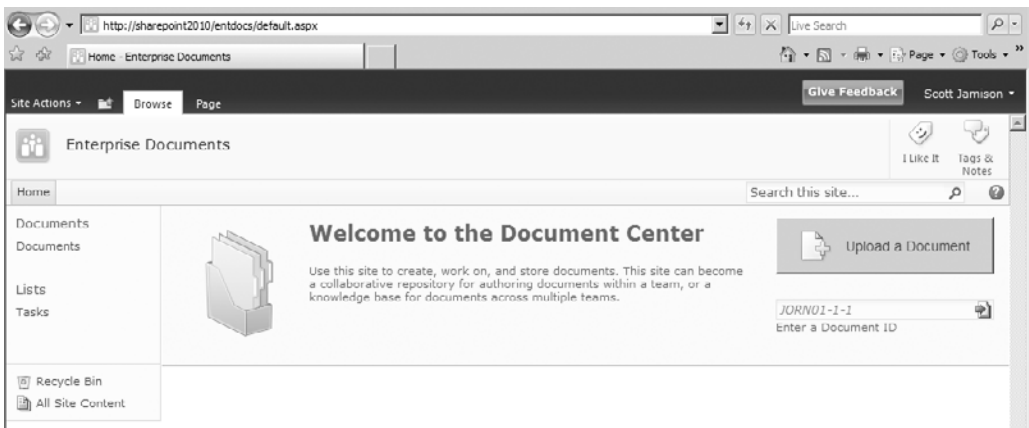 http://sharepoint2010/entdocs/default.aspx
Live Search
Home - Enterprise Documents
Page
Tools
»
Site Actions
Browse
Page
Give Feedback
Scott Jamison
Enterprise Documents
I Like It
Tags &
Notes
Home
Search this site...
Documents
Documents
Lists
Tasks
Recycle Bin
All Site Content
Welcome to the Document Center
Use this site to create, work on, and store documents. This site can become
a collaborative repository for authoring documents within a team, or a
knowledge base for documents across multiple teams.
Upload a Document
JORN01-1-1
Enter a Document ID